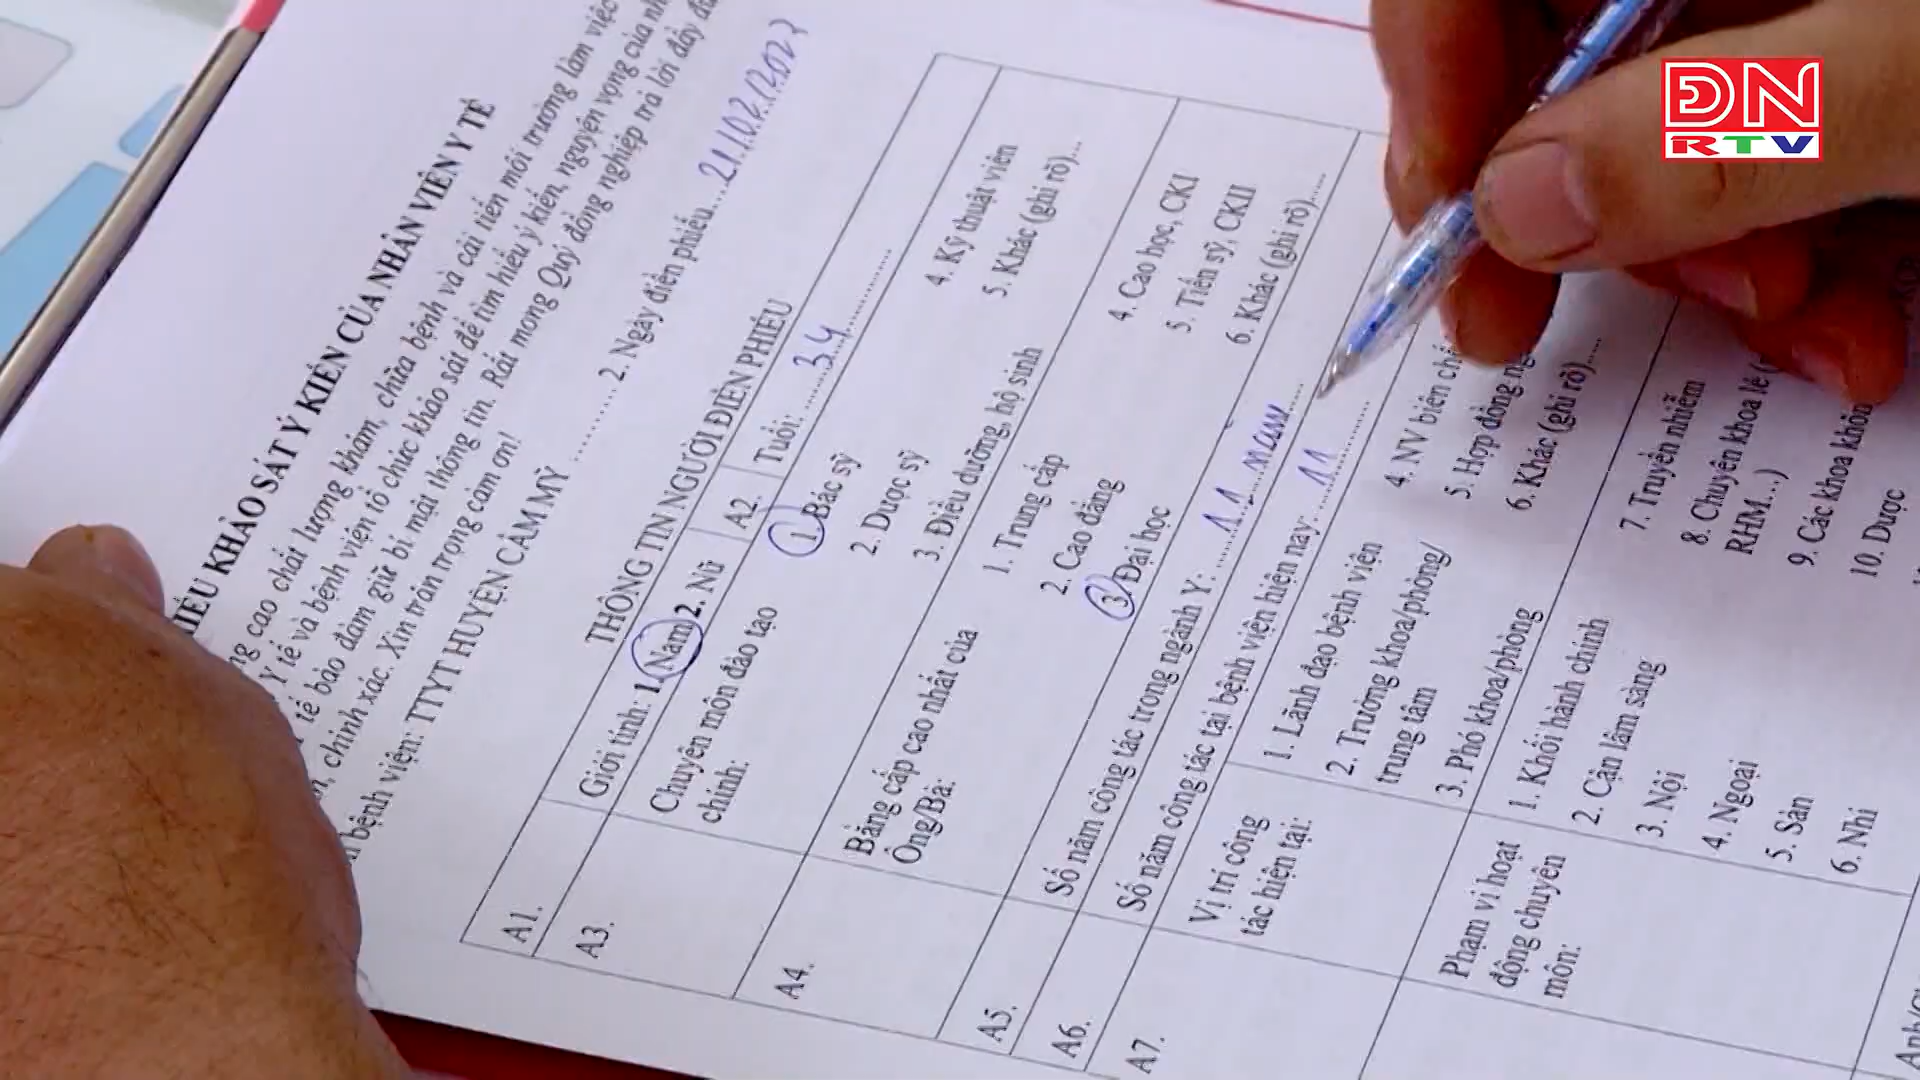 PHIẾU KHẢO SÁT Ý KIẾN CỦA NHÂN VIÊN Y TẾ
cao chất lượng khám, chữa bệnh và cải tiến môi trường làm việc
Y tế và bệnh viện tổ chức khảo sát để tìm hiểu ý kiến, nguyện vọng của
tế bảo đảm giữ bí mật thông tin. Rất mong Quý đồng nghiệp trả lời đầy
chính xác. Xin trân trọng cảm ơn!
bệnh viện: TTYT HUYỆN CẨM MỸ .......... 2. Ngày điền phiếu...21/02/2023
THÔNG TIN NGƯỜI ĐIỀN PHIẾU
A1. Giới tính: 1. Nam 2. Nữ A2. Tuổi: ......34..........
A3. Chuyên môn đào tạo chính:
1. Bác sỹ
2. Dược sỹ
3. Điều dưỡng, hộ sinh
4. Kỹ thuật viên
5. Khác (ghi rõ)...
A4. Bằng cấp cao nhất của Ông/Bà:
1. Trung cấp
2. Cao đẳng
3. Đại học
4. Cao học, CKI
5. Tiến sỹ, CKII
6. Khác (ghi rõ)......
A5. Số năm công tác trong ngành Y: ....11 năm....
A6. Số năm công tác tại bệnh viện hiện nay: ....11......
A7. Vị trí công tác hiện tại:
1. Lãnh đạo bệnh viện
2. Trưởng khoa/phòng/
trung tâm
3. Phó khoa/phòng
4. NV biên
5. Hợp đồng
6. Khác (ghi rõ).....
Phạm vi hoạt động chuyên môn:
1. Khối hành chính
2. Cận lâm sàng
3. Nội
4. Ngoại
5. Sản
6. Nhi
7. Truyền nhiễm
8. Chuyên khoa lẻ (
RHM...)
9. Các khoa không
10. Dược
ĐN
RTV